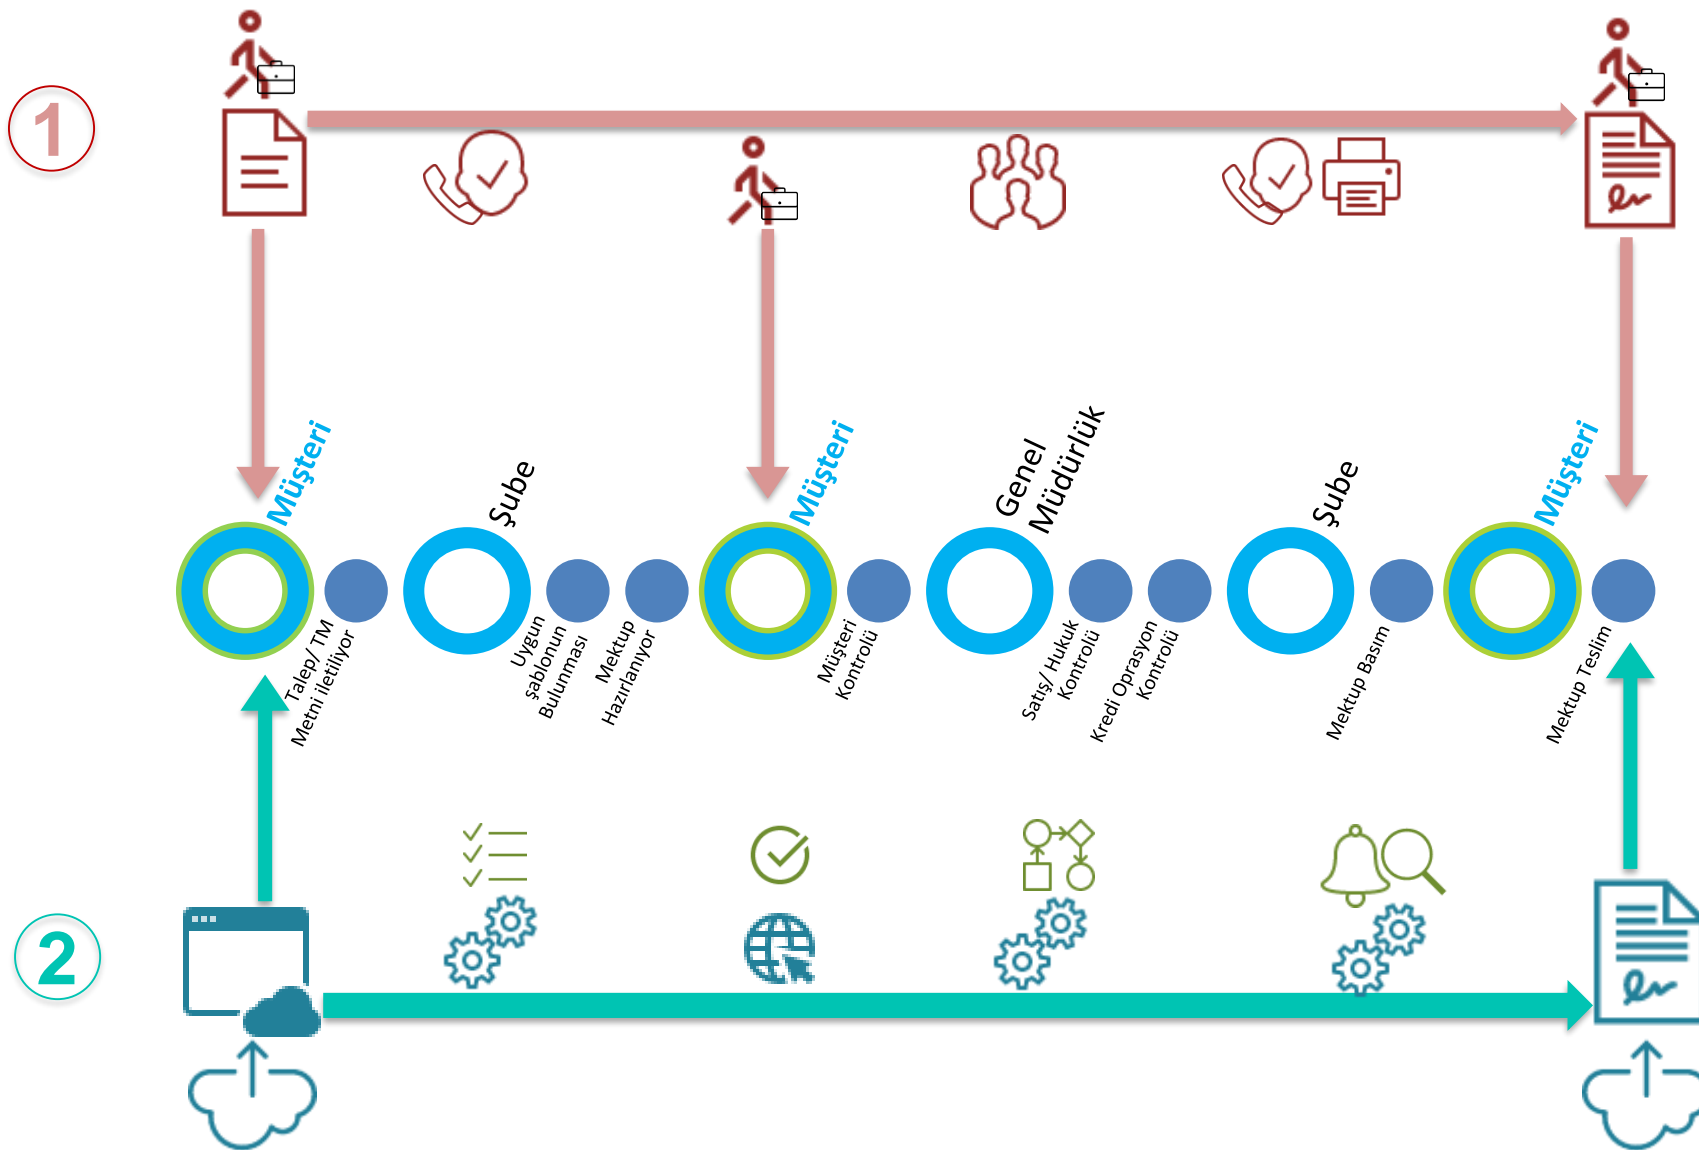 1
Müşteri
Şube
Müşteri
Genel
Müdürlük
Şube
Müşteri
Talep/ TM
Metni iletiliyor
Uygun
şablonun
Bulunması
Mektup
Hazırlanıyor
Müşteri
Kontrolü
Satış/ Hukuk
Kontrolü
Kredi Oprasyon
Kontrolü
Mektup Basım
Mektup Teslim
2